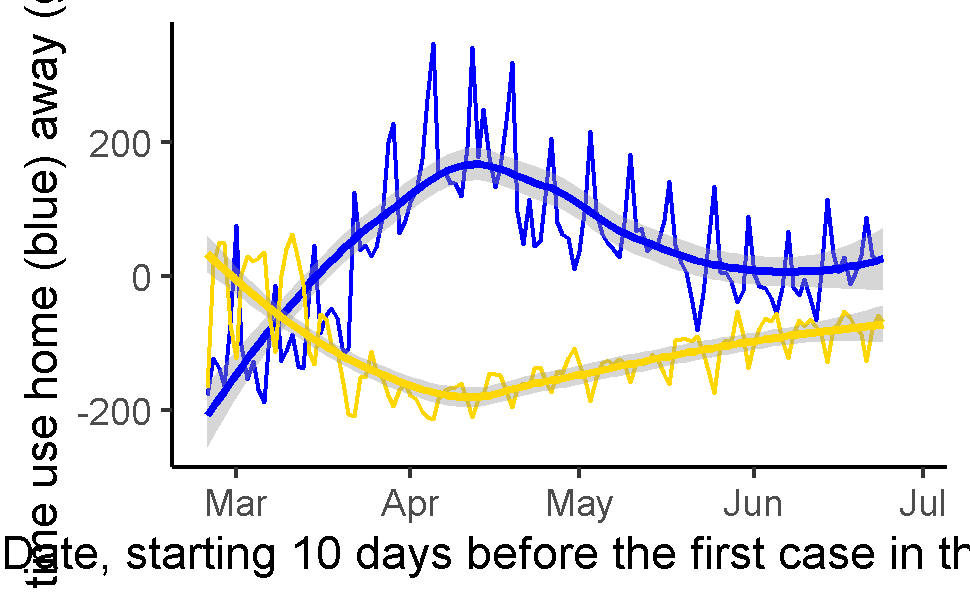 time use home (blue) away (
200
0
-200
Mar Apr May Jun Jul
Date, starting 10 days before the first case in th